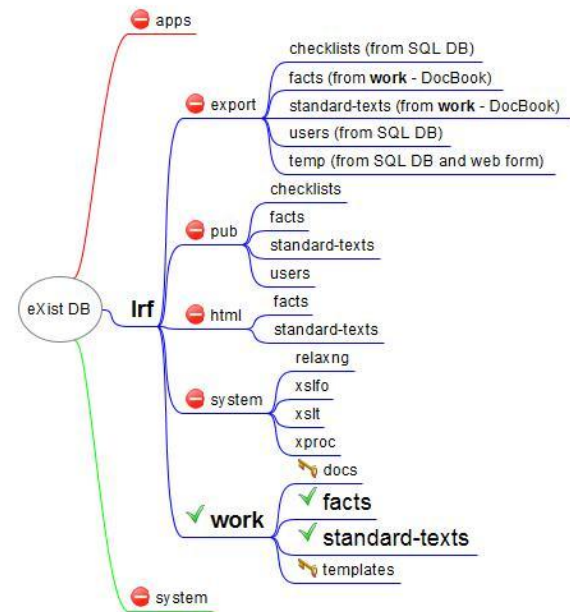 apps
checklists (from SQL DB)
facts (from work - DocBook)
export
standard-texts (from work - DocBook)
users (from SQL DB)
temp (from SQL DB and web form)
checklists
facts
pub
standard-texts
users
eXist DB
lrf
facts
html
standard-texts
relaxng
xslfo
system
xslt
xproc
docs
facts
work
standard-texts
templates
system